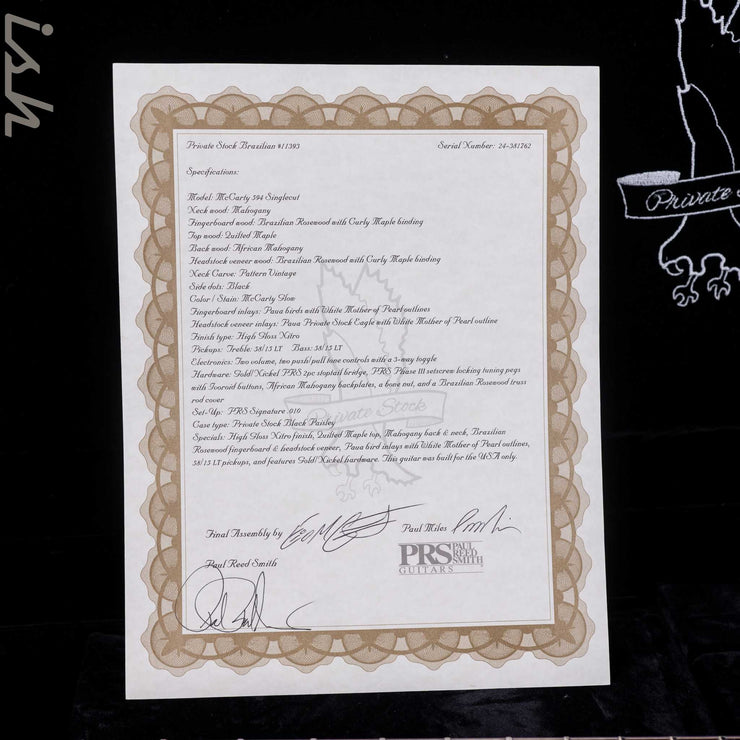 ish
Private Stock Brazilian #11393 Serial Number: 24-381762
Specifications:
Model: McCarty 594 Singlecut
Neck wood: Mahogany
Fingerboard wood: Brazilian Rosewood with Curly Maple binding
Top wood: Quilted Maple
Back wood: African Mahogany
Headstock veneer wood: Brazilian Rosewood with Curly Maple binding
Neck Carve: Pattern Vintage
Side dots: Black
Color / Stain: McCarty Glow
Fingerboard inlays: Paua birds with White Mother of Pearl outlines
Headstock veneer inlays: Paua Private Stock Eagle with White Mother of Pearl outline
Finish type: High Gloss Nitro
Pickups: Treble: 58/15 LT Bass: 58/15 LT
Electronics: Two volume, two push/pull tone controls with a 3-way toggle
Hardware: Gold/Nickel PRS 2pc stoptail bridge, PRS Phase III setscrew locking tuning pegs
with Ivoroid buttons, African Mahogany backplates, a bone nut, and a Brazilian Rosewood truss
rod cover
Set-Up: PRS Signature .010
Case type: Private Stock Black Paisley
Specials: High Gloss Nitro finish, Quilted Maple top, Mahogany back & neck, Brazilian
Rosewood fingerboard & headstock veneer, Paua bird inlays with White Mother of Pearl outlines,
58/15 LT pickups, and features Gold/Nickel hardware. This guitar was built for the USA only.
Private Stock
Final Assembly by
Paul Miles
Paul Reed Smith
PRS PAUL REED SMITH
GUITARS
Private S